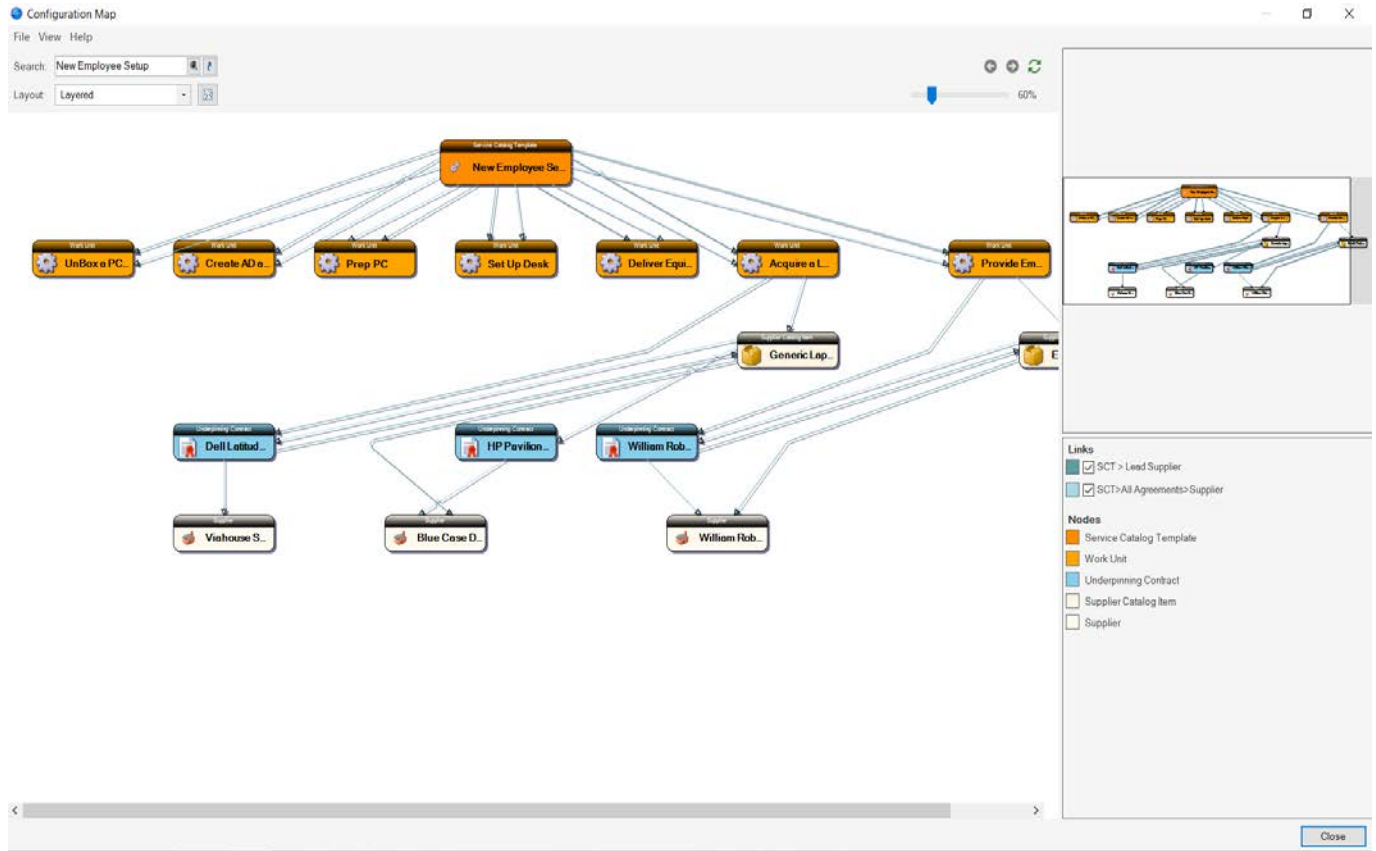 Configuration Map
File View Help
Search: New Employee Setup
Layout: Layered
60%
Service Catalog Template
New Employee Se...
Work Unit
UnBox a PC...
Work Unit
Create AD a...
Work Unit
Prep PC
Work Unit
Set Up Desk
Work Unit
Deliver Equi...
Work Unit
Acquire a L...
Work Unit
Provide Em...
Supplier Catalog Item
Generic Lap...
Supplie
E
Underpinning Contract
Dell Latitud...
Underpinning Contract
HP Pavilion...
Underpinning Contract
William Rob...
Supplier
Viahouse S...
Supplier
Blue Case D...
Supplier
William Rob...
Links
SCT > Lead Supplier
SCT>All Agreements>Supplier
Nodes
Service Catalog Template
Work Unit
Underpinning Contract
Supplier Catalog Item
Supplier
Close